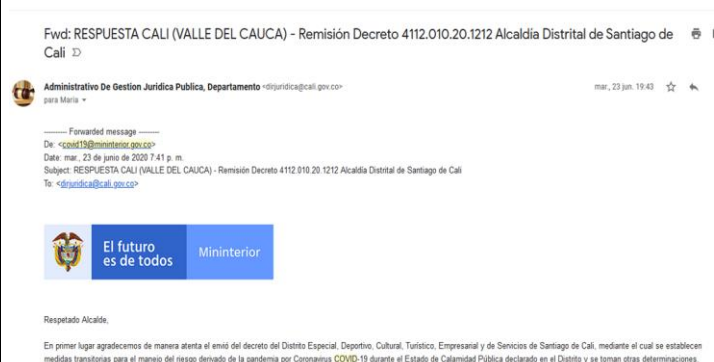 Fwd: RESPUESTA CALI (VALLE DEL CAUCA) - Remisión Decreto 4112.010.20.1212 Alcaldía Distrital de Santiago de
Cali
Administrativo De Gestion Juridica Publica, Departamento <dirjuridica@cali.gov.co>
mar., 23 jun. 19:43
para Maria
---------- Forwarded message ----------
De: <covid19@mininterior.gov.co>
Date: mar., 23 de junio de 2020 7:41 p. m.
Subject: RESPUESTA CALI (VALLE DEL CAUCA) - Remisión Decreto 4112.010.20.1212 Alcaldía Distrital de Santiago de Cali
To: <dirjuridica@cali.gov.co>
El futuro
es de todos
Mininterior
Respetado Alcalde,
En primer lugar agradecemos de manera atenta el envió del decreto del Distrito Especial, Deportivo, Cultural, Turístico, Empresarial y de Servicios de Santiago de Cali, mediante el cual se establecen
medidas transitorias para el manejo del riesgo derivado de la pandemia por Coronavirus COVID-19 durante el Estado de Calamidad Pública declarado en el Distrito y se toman otras determinaciones.